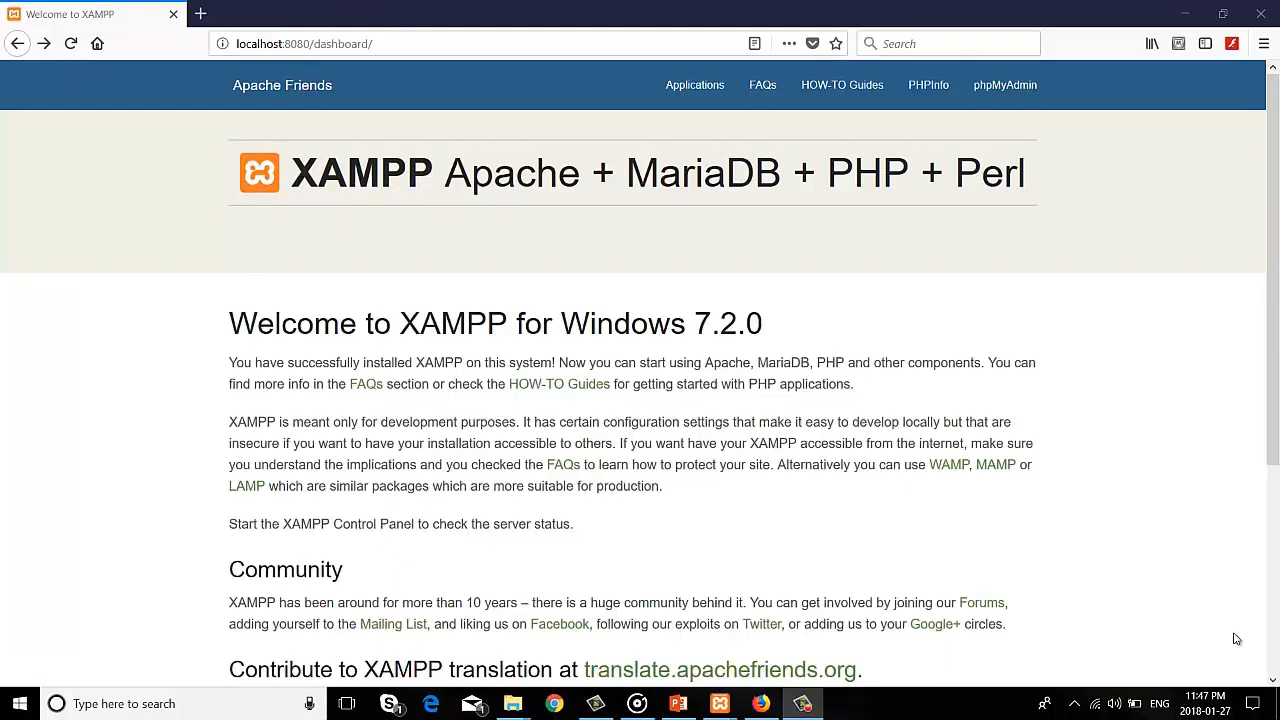 Welcome to XAMPP
localhost:8080/dashboard/
Search
Apache Friends
Applications FAQs HOW-TO Guides PHPInfo phpMyAdmin
XAMPP Apache + MariaDB + PHP + Perl
Welcome to XAMPP for Windows 7.2.0
You have successfully installed XAMPP on this system! Now you can start using Apache, MariaDB, PHP and other components. You can
find more info in the FAQs section or check the HOW-TO Guides for getting started with PHP applications.
XAMPP is meant only for development purposes. It has certain configuration settings that make it easy to develop locally but that are
insecure if you want to have your installation accessible to others. If you want have your XAMPP accessible from the internet, make sure
you understand the implications and you checked the FAQs to learn how to protect your site. Alternatively you can use WAMP, MAMP or
LAMP which are similar packages which are more suitable for production.
Start the XAMPP Control Panel to check the server status.
Community
XAMPP has been around for more than 10 years – there is a huge community behind it. You can get involved by joining our Forums,
adding yourself to the Mailing List, and liking us on Facebook, following our exploits on Twitter, or adding us to your Google+ circles.
Contribute to XAMPP translation at translate.apachefriends.org.
Type here to search
ENG
11:47 PM
2018-01-27